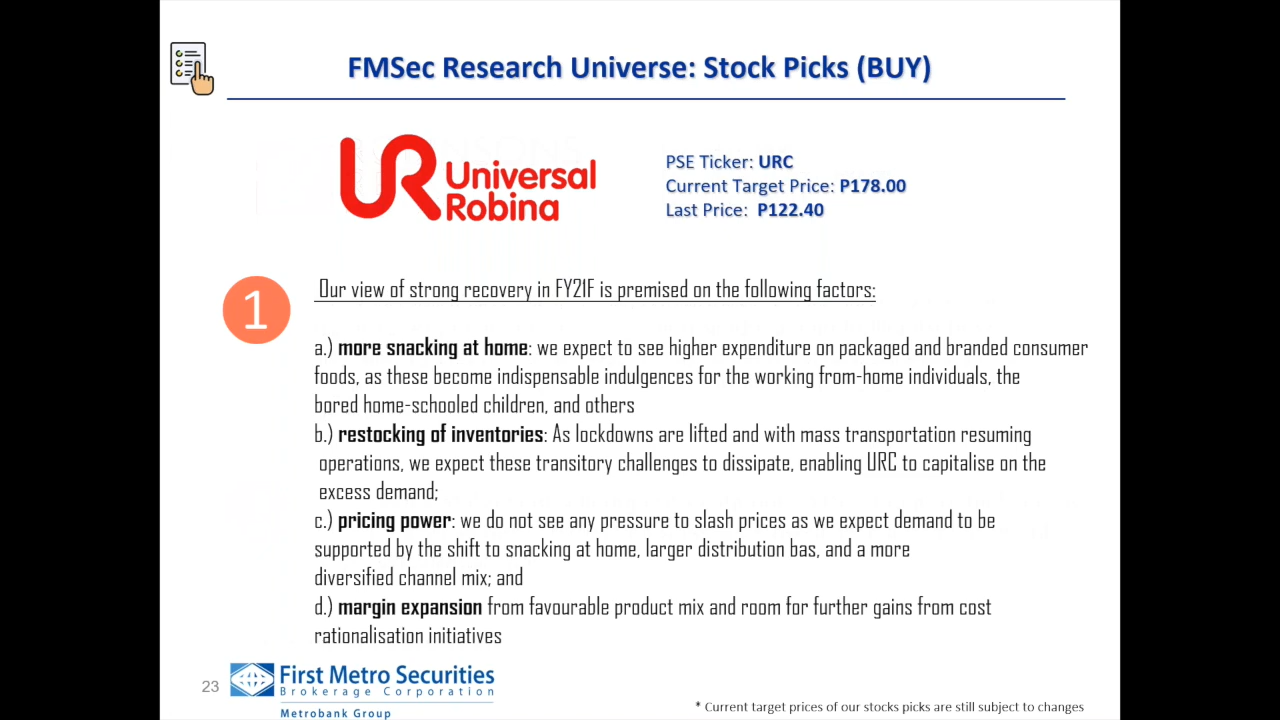 FMSec Research Universe: Stock Picks (BUY)
UR Universal
Robina
PSE Ticker: URC
Current Target Price: P178.00
Last Price: P122.40
1
Our view of strong recovery in FY21F is premised on the following factors:
a.) more snacking at home: we expect to see higher expenditure on packaged and branded consumer
foods, as these become indispensable indulgences for the working from-home individuals, the
bored home-schooled children, and others
b.) restocking of inventories: As lockdowns are lifted and with mass transportation resuming
operations, we expect these transitory challenges to dissipate, enabling URC to capitalise on the
excess demand;
c.) pricing power: we do not see any pressure to slash prices as we expect demand to be
supported by the shift to snacking at home, larger distribution bas, and a more
diversified channel mix; and
d.) margin expansion from favourable product mix and room for further gains from cost
rationalisation initiatives
23
First Metro Securities
Brokerage Corporation
Metrobank Group
* Current target prices of our stocks picks are still subject to changes